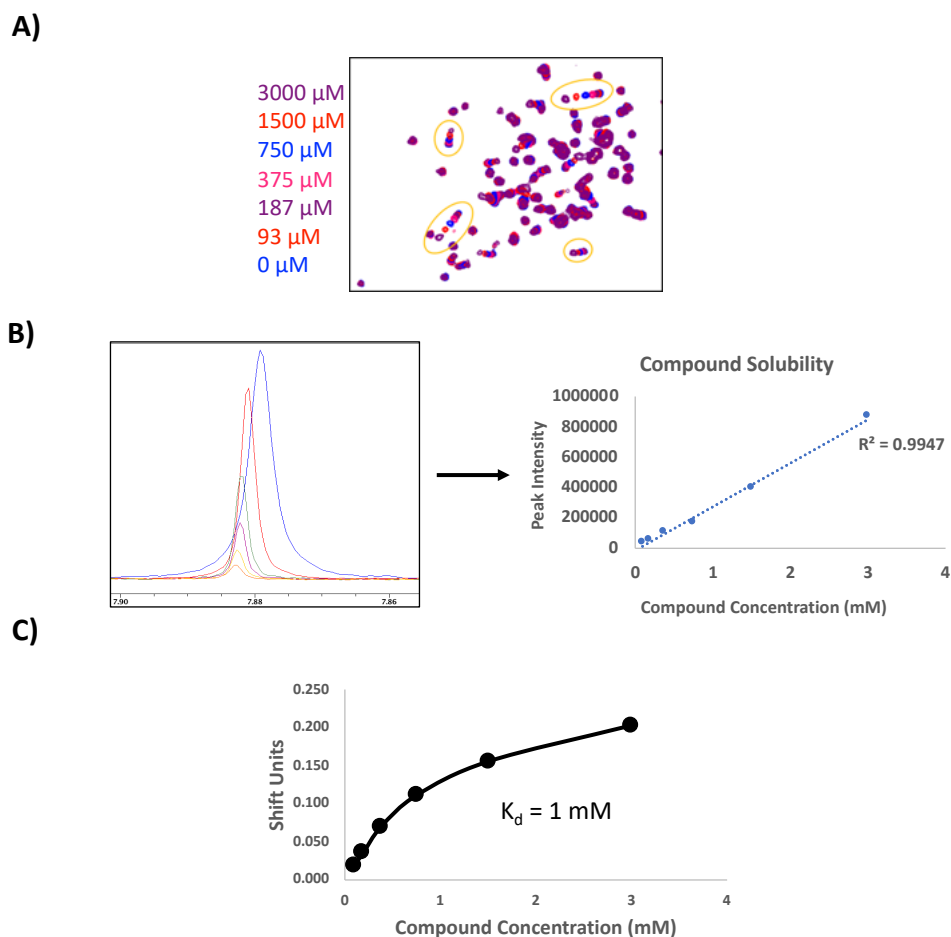 A)
3000 µM
1500 µM
750 µM
375 µM
187 µM
93 µM
0 µM
B)
7.90
7.88
7.86
Compound Solubility
1000000
800000
600000
400000
200000
0
Peak Intensity
R² = 0.9947
0 1 2 3 4
Compound Concentration (mM)
C)
0.250
0.200
0.150
0.100
0.050
0.000
Shift Units
K_d = 1 mM
0 1 2 3 4
Compound Concentration (mM)